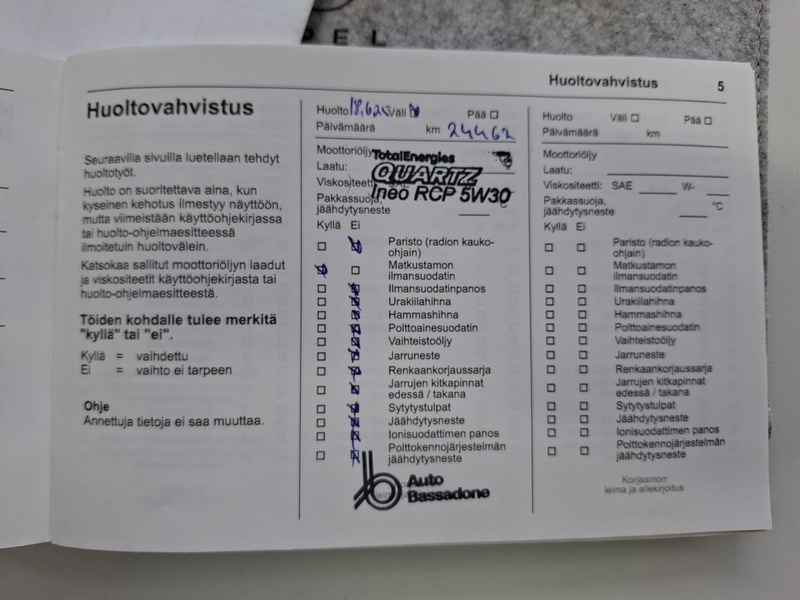 PEL
Huoltovahvistus 5
Huoltovahvistus
Seuraavilla sivuilla luetellaan tehdyt
huoltotyöt.
Huolto on suoritettava aina, kun
kyseinen kehotus ilmestyy näyttöön,
mutta viimeistään käyttöohjekirjassa
tai huolto-ohjelmaesitteessä
ilmoitetuin huoltovälein.
Katsokaa sallitut moottoriöljyn laadut
ja viskositeetit käyttöohjekirjasta tai
huolto-ohjelmaesitteestä.
Töiden kohdalle tulee merkitä
"kyllä" tai "ei".
Kyllä = vaihdettu
Ei = vaihto ei tarpeen
Ohje
Annettuja tietoja ei saa muuttaa.
Huolto Väli Pää
Päivämäärä km 24462
Moottoriöljy
TotalEnergies
Laatu:
QUARTZ
Viskositeetti: SAE
ineo RCP 5W30
Pakkassuoja,
jäähdytysneste
Kyllä Ei
Paristo (radion kauko-
ohjain)
Matkustamon
ilmansuodatin
Ilmansuodatinpanos
Urakiilahihna
Hammashihna
Polttoainesuodatin
Vaihteistoöljy
Jarruneste
Renkaankorjaussarja
Jarrujen kitkapinnat
edessä / takana
Sytytystulpat
Jäähdytysneste
Ionisuodattimen panos
Polttokennojärjestelmän
jäähdytysneste
Auto
Bassadone
Huolto Väli Pää
Päivämäärä km
Moottoriöljy
Laatu:
Viskositeetti: SAE W-
Pakkassuoja, °C
jäähdytysneste
Kyllä Ei
Paristo (radion kauko-
ohjain)
Matkustamon
ilmansuodatin
Ilmansuodatinpanos
Urakiilahihna
Hammashihna
Polttoainesuodatin
Vaihteistoöljy
Jarruneste
Renkaankorjaussarja
Jarrujen kitkapinnat
edessä / takana
Sytytystulpat
Jäähdytysneste
Ionisuodattimen panos
Polttokennojärjestelmän
jäähdytysneste
Korjaamon
leima ja allekirjoitus